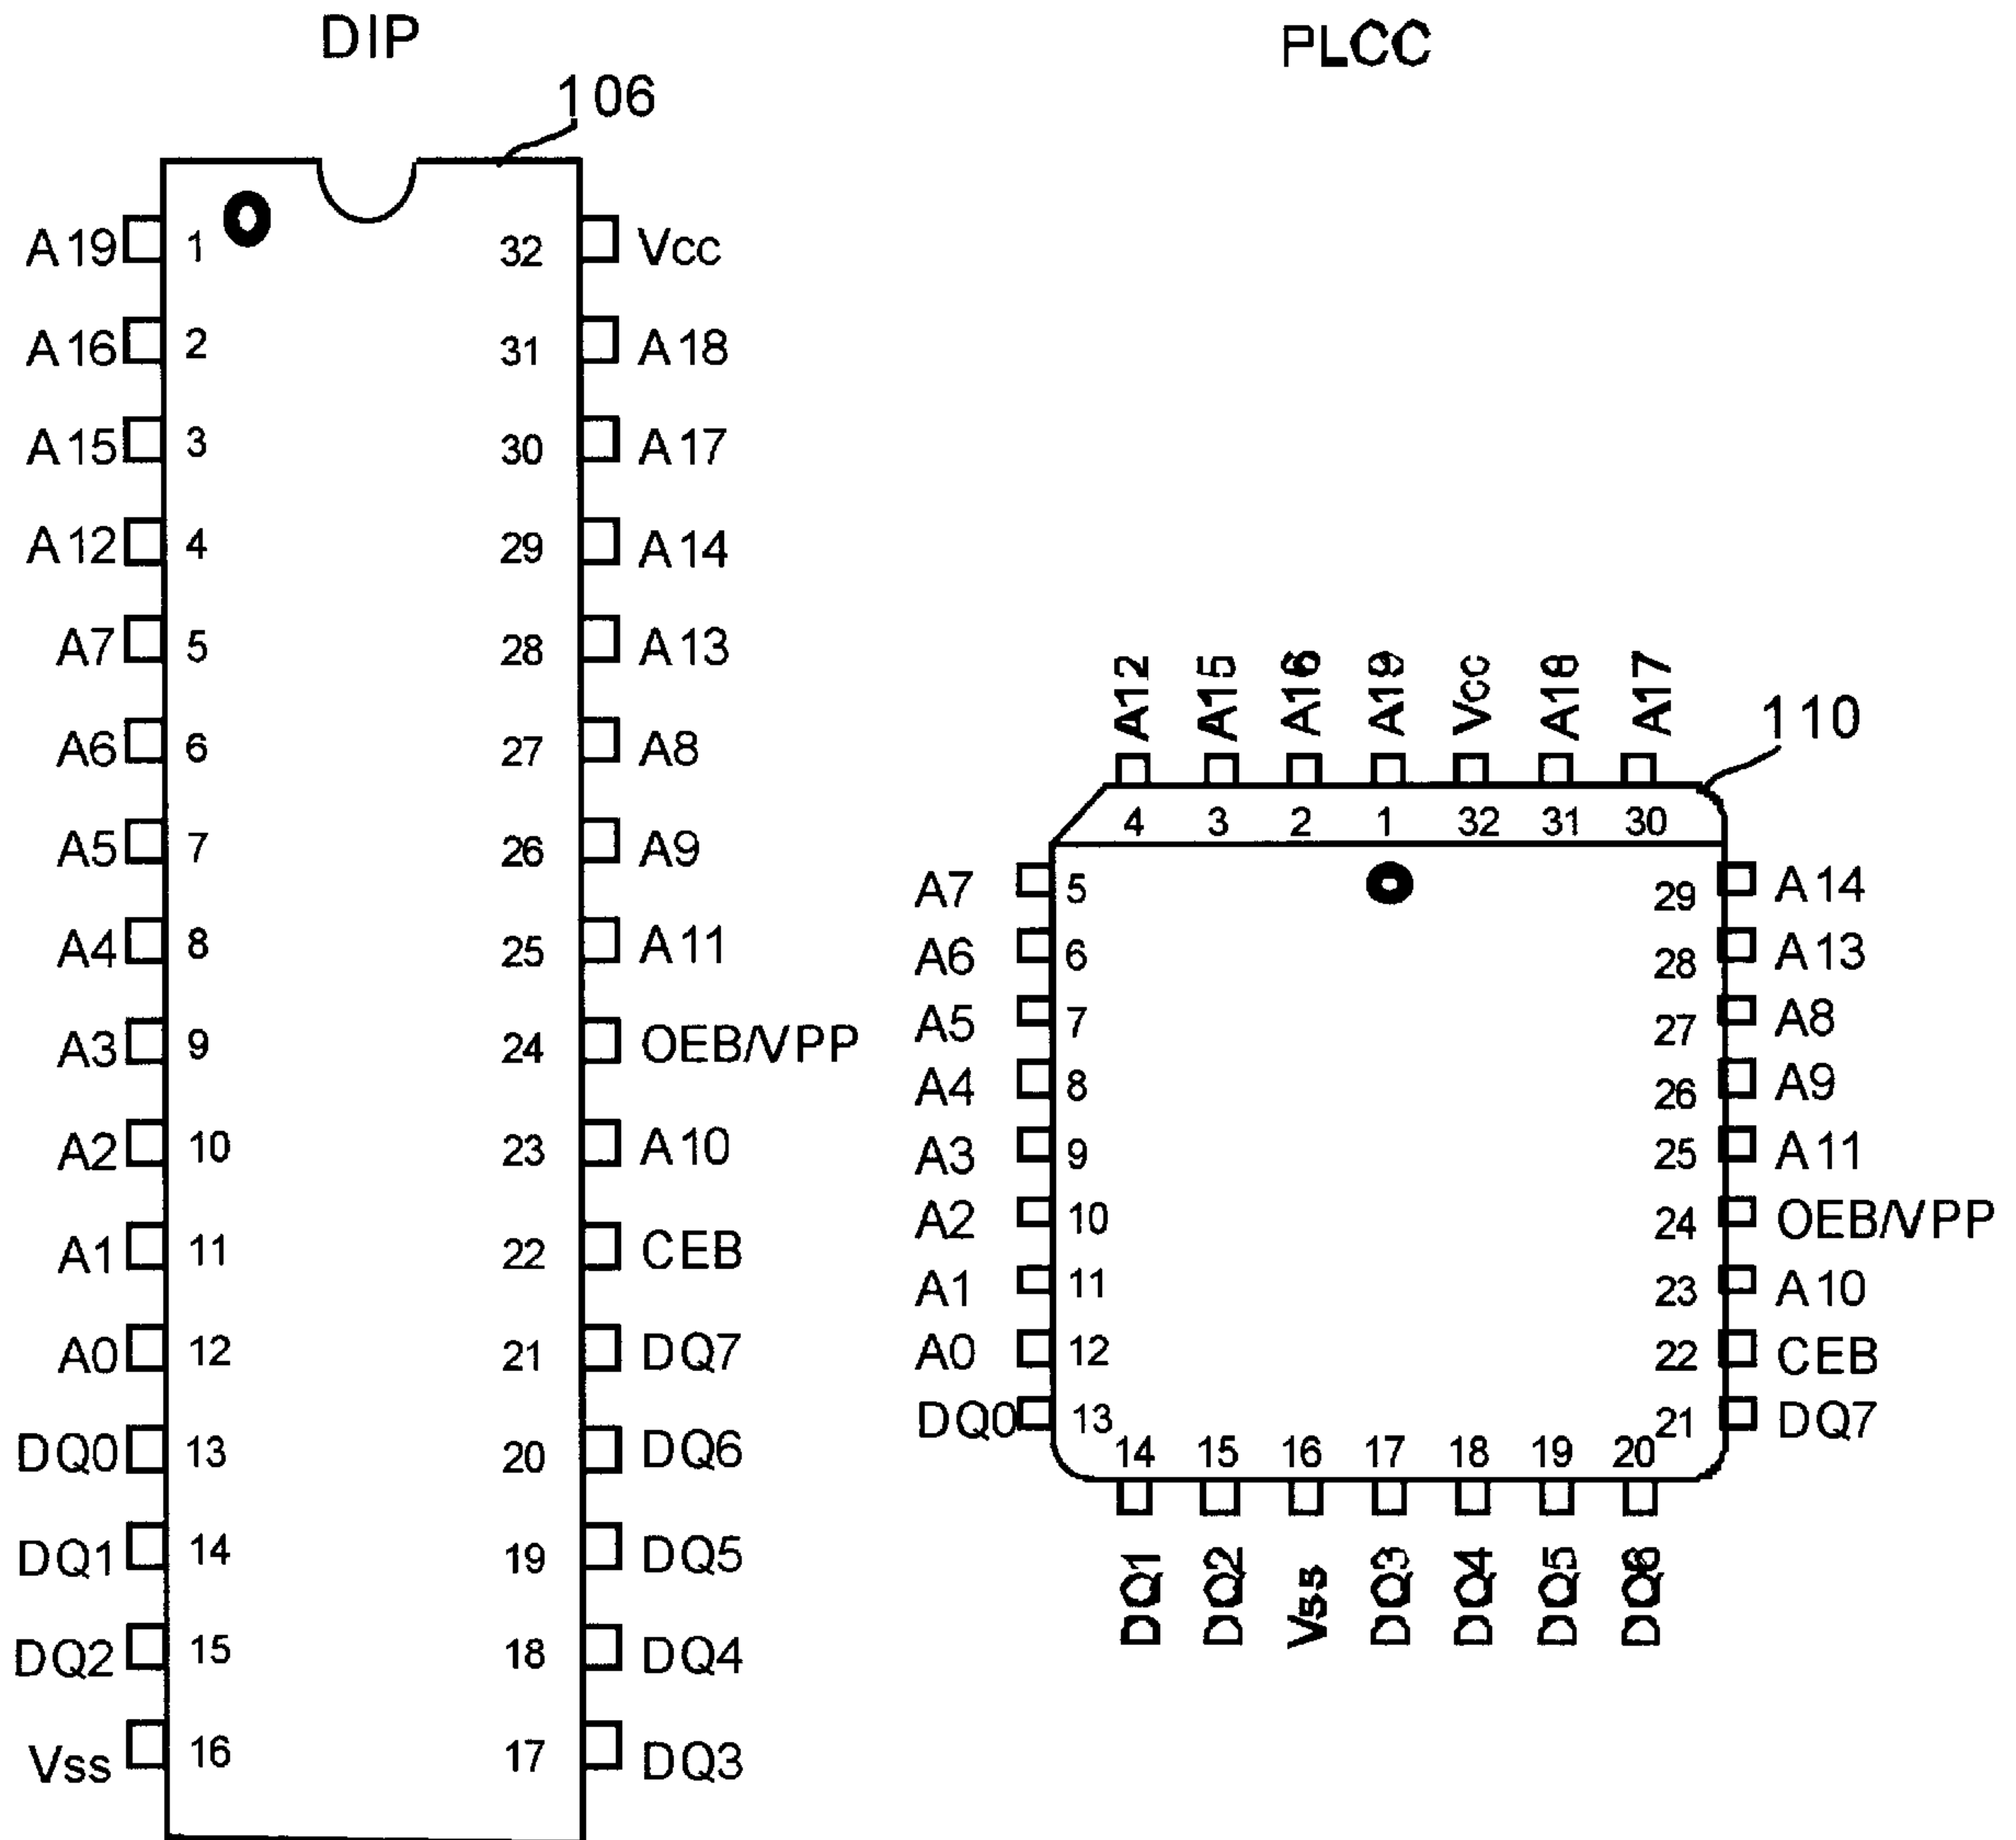 DIP
106
A19 1 32 Vcc
A16 2 31 A18
A15 3 30 A17
A12 4 29 A14
A7 5 28 A13
A6 6 27 A8
A5 7 26 A9
A4 8 25 A11
A3 9 24 OEB/VPP
A2 10 23 A10
A1 11 22 CEB
A0 12 21 DQ7
DQ0 13 20 DQ6
DQ1 14 19 DQ5
DQ2 15 18 DQ4
Vss 16 17 DQ3
PLCC
110
A12 A15 A16 A19 Vcc A18 A17
4 3 2 1 32 31 30
A7 5 29 A14
A6 6 28 A13
A5 7 27 A8
A4 8 26 A9
A3 9 25 A11
A2 10 24 OEB/VPP
A1 11 23 A10
A0 12 22 CEB
DQ0 13 21 DQ7
14 15 16 17 18 19 20
DQ1 DQ2 Vss DQ3 DQ4 DQ5 DQ6